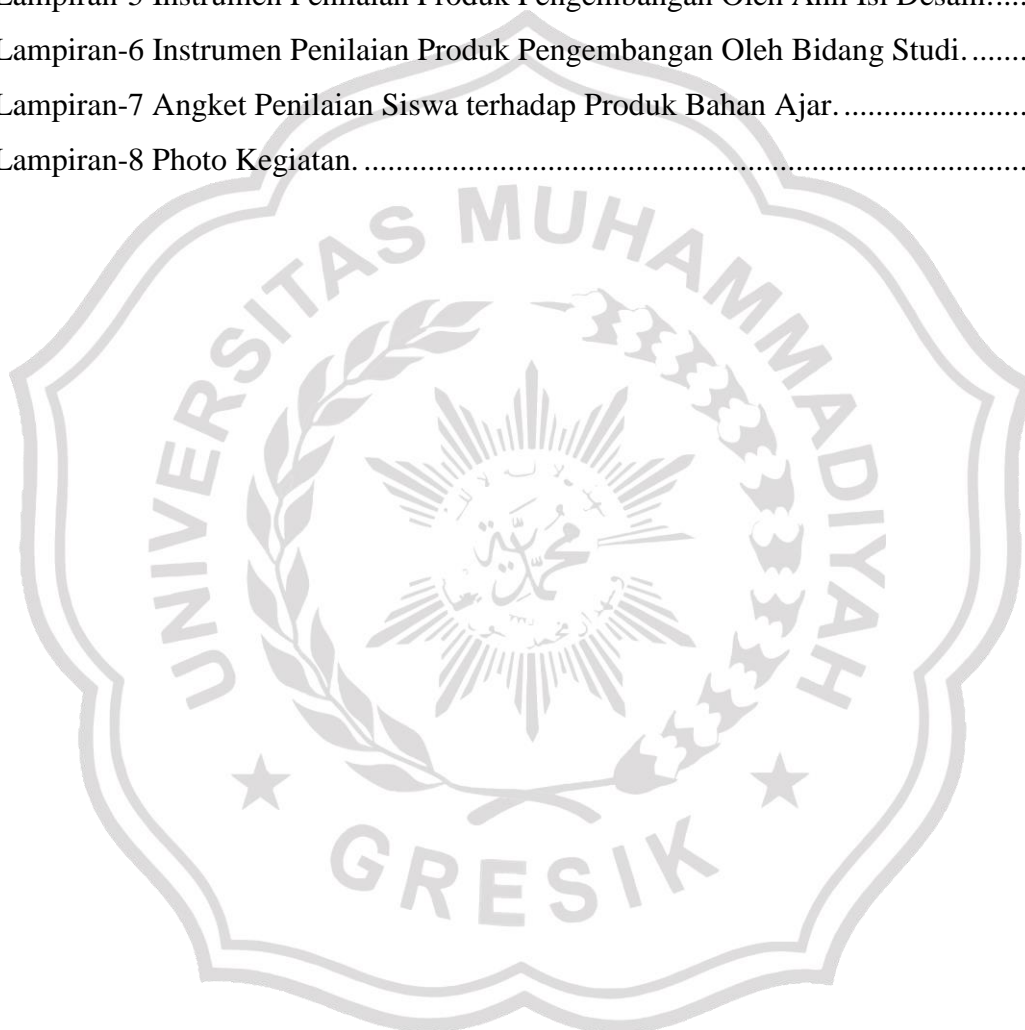 Lampiran-5 Instrumen Penilaian Produk Pengembangan Oleh Ahli Isi Desain.....
Lampiran-6 Instrumen Penilaian Produk Pengembangan Oleh Bidang Studi........
Lampiran-7 Angket Penilaian Siswa terhadap Produk Bahan Ajar........................
Lampiran-8 Photo Kegiatan. .....................................................................................
UNIVERSITAS MUHAMMADIYAH
محمدية
GRESIK